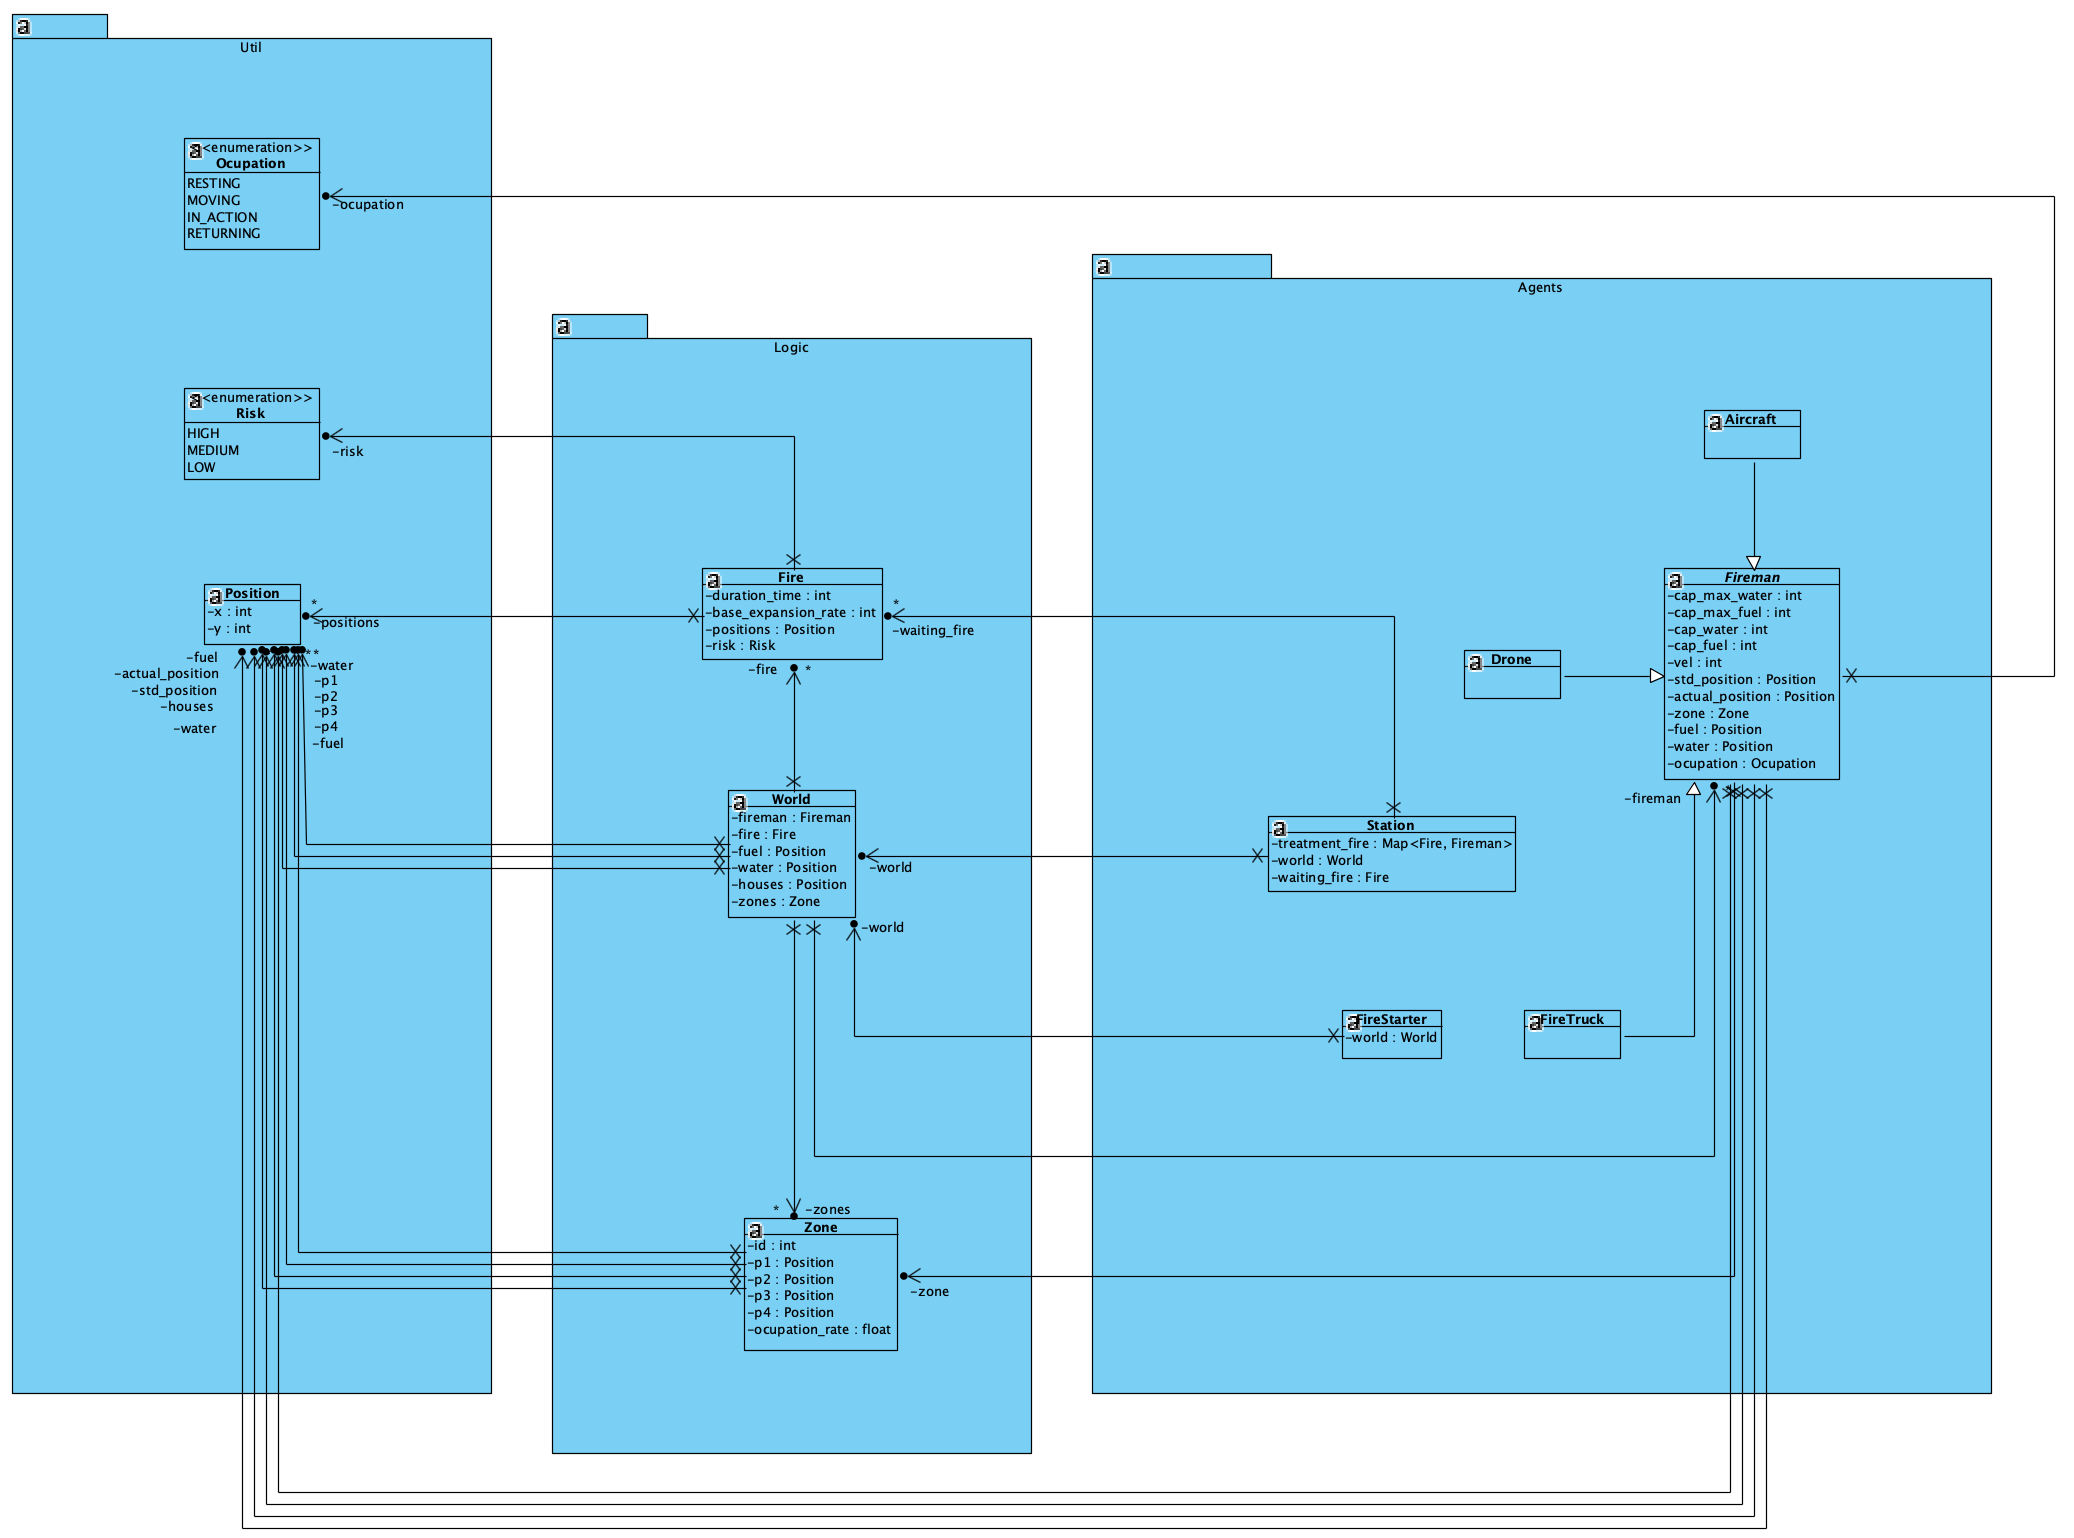 a
Util
a
<<enumeration>>
Ocupation
RESTING
MOVING
IN_ACTION
RETURNING
-ocupation
a
<<enumeration>>
Risk
HIGH
MEDIUM
LOW
-risk
a
Position
-x : int
-y : int
*
-positions
-fuel
-actual_position
-std_position
-houses
-water
**
-water
-p1
-p2
-p3
-p4
-fuel
a
Logic
a
Fire
-duration_time : int
-base_expansion_rate : int
-positions : Position
-risk : Risk
*
-waiting_fire
-fire
*
a
World
-fireman : Fireman
-fire : Fire
-fuel : Position
-water : Position
-houses : Position
-zones : Zone
-world
-world
*
-zones
a
Zone
-id : int
-p1 : Position
-p2 : Position
-p3 : Position
-p4 : Position
-ocupation_rate : float
-zone
a
Agents
a
Aircraft
a
Drone
a
Fireman
-cap_max_water : int
-cap_max_fuel : int
-cap_water : int
-cap_fuel : int
-vel : int
-std_position : Position
-actual_position : Position
-zone : Zone
-fuel : Position
-water : Position
-ocupation : Ocupation
-fireman
*
a
Station
-treatment_fire : Map<Fire, Fireman>
-world : World
-waiting_fire : Fire
a
FireStarter
-world : World
a
FireTruck